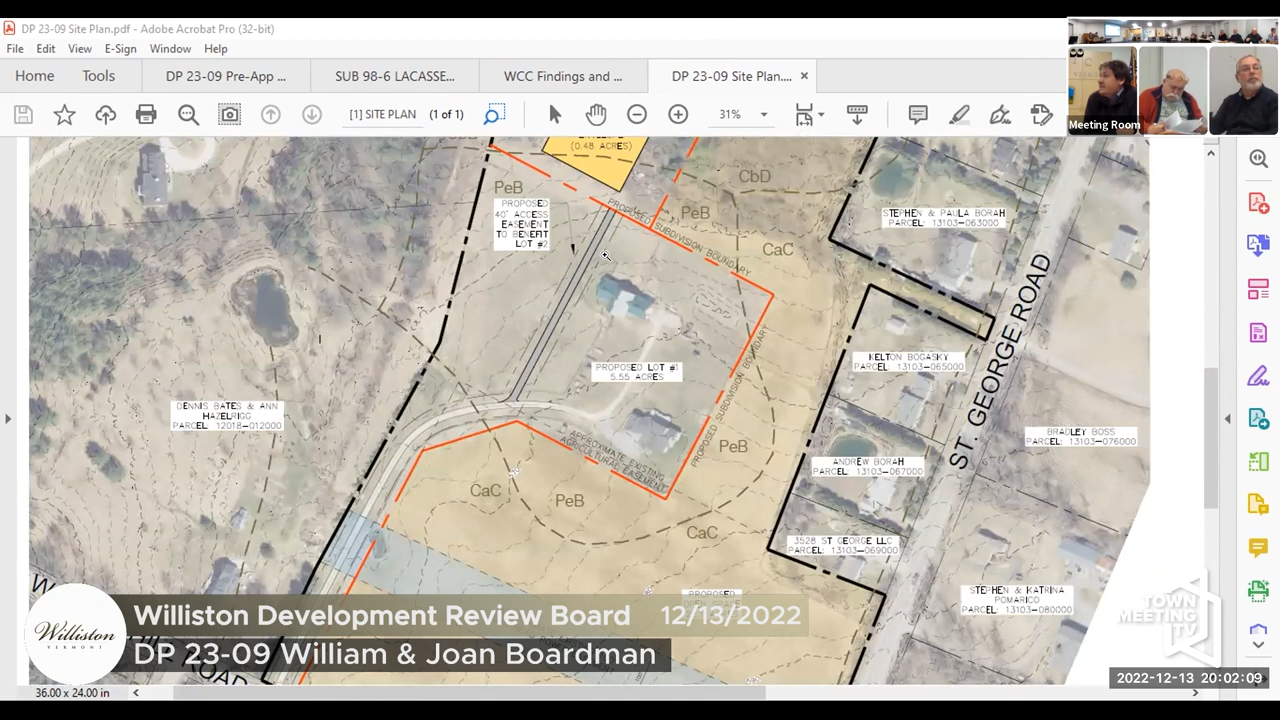 DP 23-09 Site Plan.pdf - Adobe Acrobat Pro (32-bit)
File Edit View E-Sign Window Help
Home Tools DP 23-09 Pre-App ... SUB 98-6 LACASSE... WCC Findings and ... DP 23-09 Site Plan.... ×
[1] SITE PLAN (1 of 1) 31%
Meeting Room
(0.48 ACRES)
CbD
PeB
PROPOSED
40' ACCESS
EASEMENT
TO BENEFIT
LOT #2
PROPOSED SUBDIVISION BOUNDARY
PeB
CaC
STEPHEN & PAULA BORAH
PARCEL: 13103-063000
ST. GEORGE ROAD
KELTON BOGASKY
PARCEL: 13103-065000
PROPOSED LOT #1
5.55 ACRES
PROPOSED SUBDIVISION BOUNDARY
DENNIS BATES & ANN
HAZELRIGG
PARCEL: 12018-012000
BRADLEY BOSS
PARCEL: 13103-076000
APPROXIMATE EXISTING
AGRICULTURAL EASEMENT
PeB
ANDREW BORAH
PARCEL: 13103-067000
CaC
PeB
CaC
3528 ST GEORGE LLC
PARCEL: 13103-069000
STEPHEN & KATRINA
POMARICO
PARCEL: 13103-080000
PROPOSED
ROAD
Williston
VERMONT
Williston Development Review Board 12/13/2022
DP 23-09 William & Joan Boardman
TOWN
MEETING
TV
2022-12-13 20:02:09
36.00 x 24.00 in